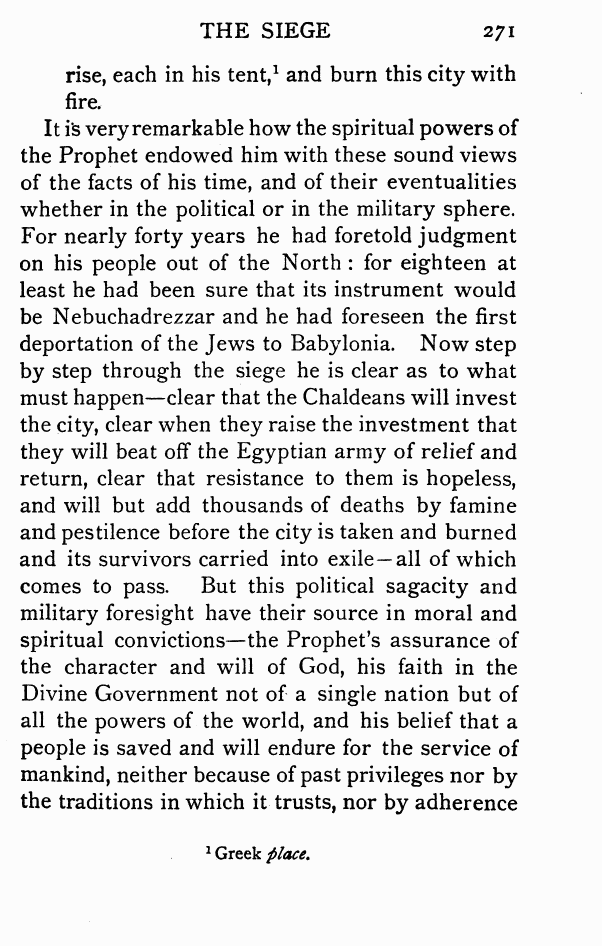 THE SIEGE 271
rise, each in his tent,¹ and burn this city with
fire.
It is very remarkable how the spiritual powers of
the Prophet endowed him with these sound views
of the facts of his time, and of their eventualities
whether in the political or in the military sphere.
For nearly forty years he had foretold judgment
on his people out of the North : for eighteen at
least he had been sure that its instrument would
be Nebuchadrezzar and he had foreseen the first
deportation of the Jews to Babylonia. Now step
by step through the siege he is clear as to what
must happen—clear that the Chaldeans will invest
the city, clear when they raise the investment that
they will beat off the Egyptian army of relief and
return, clear that resistance to them is hopeless,
and will but add thousands of deaths by famine
and pestilence before the city is taken and burned
and its survivors carried into exile—all of which
comes to pass. But this political sagacity and
military foresight have their source in moral and
spiritual convictions—the Prophet's assurance of
the character and will of God, his faith in the
Divine Government not of a single nation but of
all the powers of the world, and his belief that a
people is saved and will endure for the service of
mankind, neither because of past privileges nor by
the traditions in which it trusts, nor by adherence
¹ Greek place.